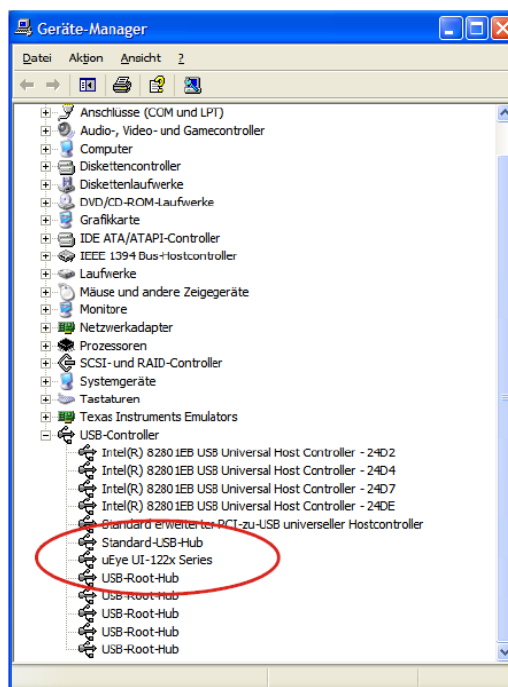 Geräte-Manager
Datei Aktion Ansicht ?
Anschlüsse (COM und LPT)
Audio-, Video- und Gamecontroller
Computer
Diskettencontroller
Diskettenlaufwerke
DVD/CD-ROM-Laufwerke
Grafikkarte
IDE ATA/ATAPI-Controller
IEEE 1394 Bus-Hostcontroller
Laufwerke
Mäuse und andere Zeigegeräte
Monitore
Netzwerkadapter
Prozessoren
SCSI- und RAID-Controller
Systemgeräte
Tastaturen
Texas Instruments Emulators
USB-Controller
Intel(R) 82801EB USB Universal Host Controller - 24D2
Intel(R) 82801EB USB Universal Host Controller - 24D4
Intel(R) 82801EB USB Universal Host Controller - 24D7
Intel(R) 82801EB USB Universal Host Controller - 24DE
Standard erweiterter PCI-zu-USB universeller Hostcontroller
Standard-USB-Hub
uEye UI-122x Series
USB-Root-Hub
USB-Root-Hub
USB-Root-Hub
USB-Root-Hub
USB-Root-Hub